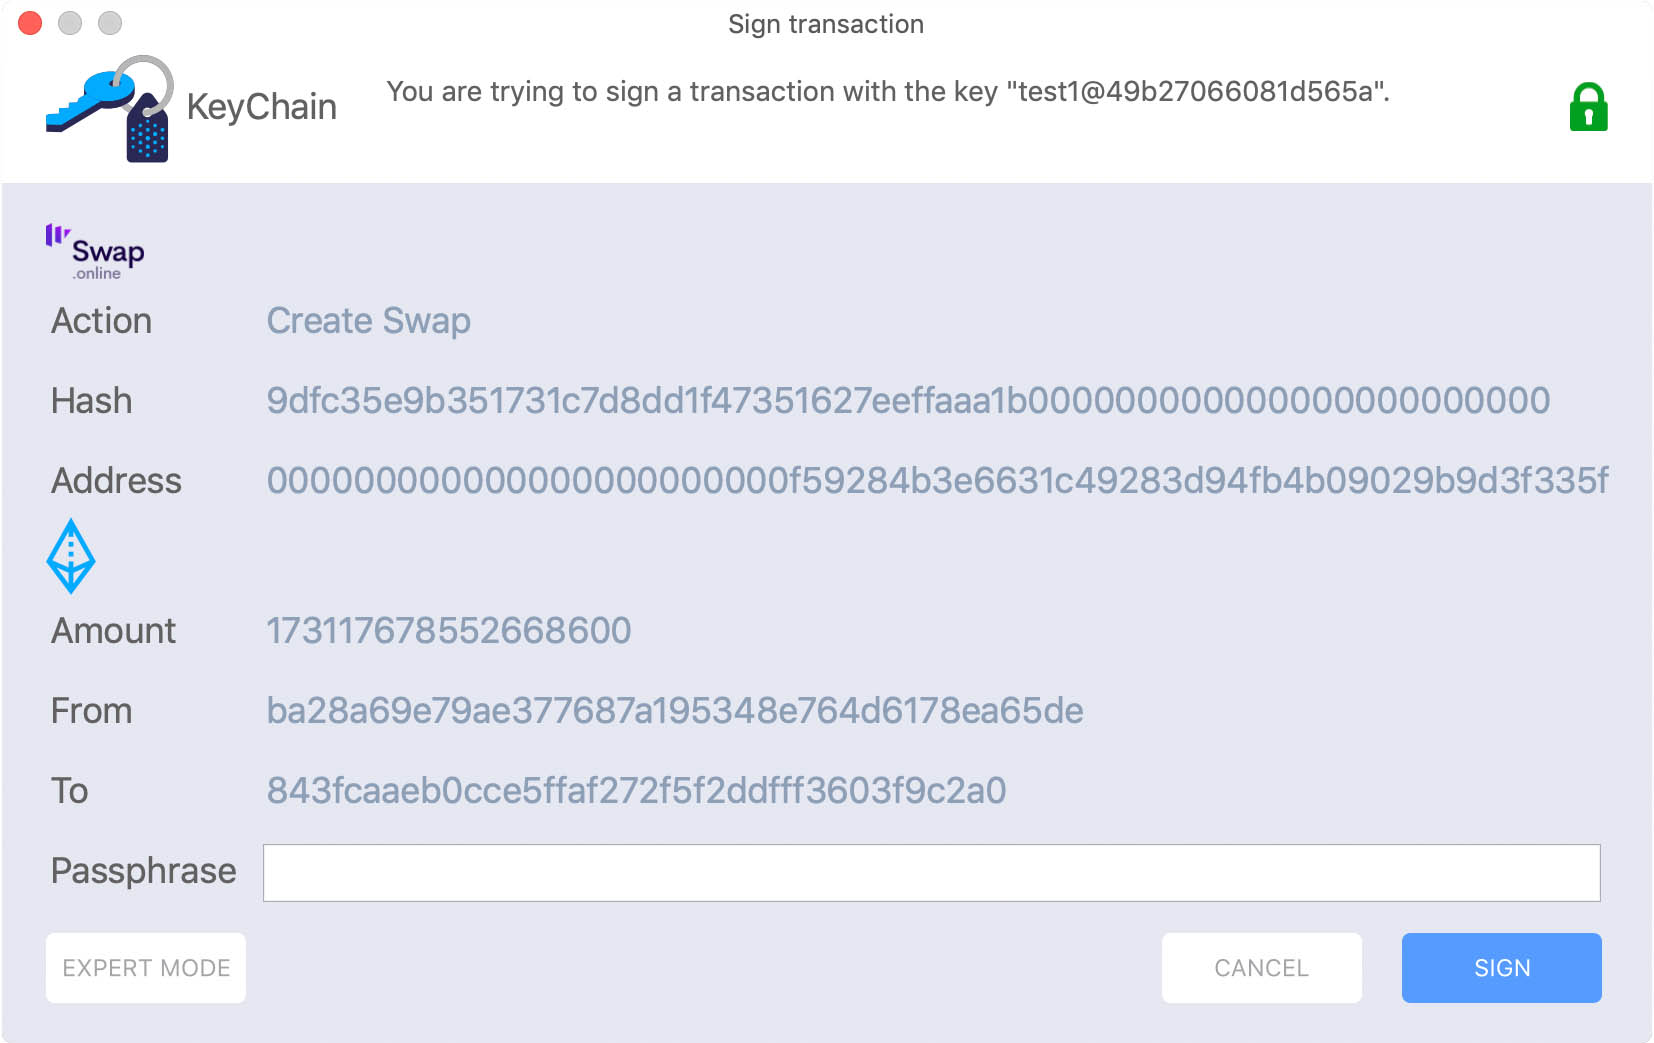 Sign transaction
KeyChain
You are trying to sign a transaction with the key "test1@49b27066081d565a".
Swap
.online
Action Create Swap
Hash 9dfc35e9b351731c7d8dd1f47351627eeffaaa1b000000000000000000000000
Address 000000000000000000000000f59284b3e6631c49283d94fb4b09029b9d3f335f
Amount 173117678552668600
From ba28a69e79ae377687a195348e764d6178ea65de
To 843fcaaeb0cce5ffaf272f5f2ddfff3603f9c2a0
Passphrase
EXPERT MODE CANCEL SIGN